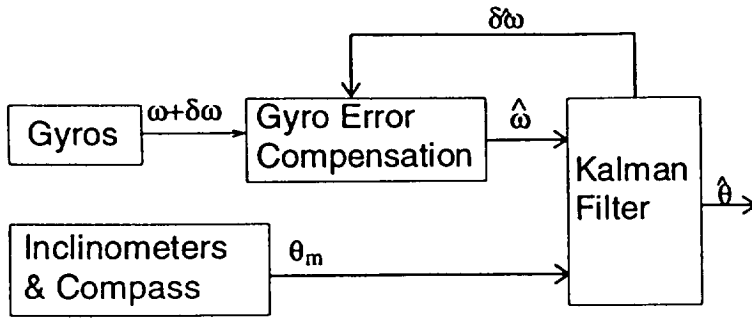 δω̂
Gyros
ω+δω
Gyro Error
Compensation
ω̂
Kalman
Filter
θ̂
Inclinometers
& Compass
θm